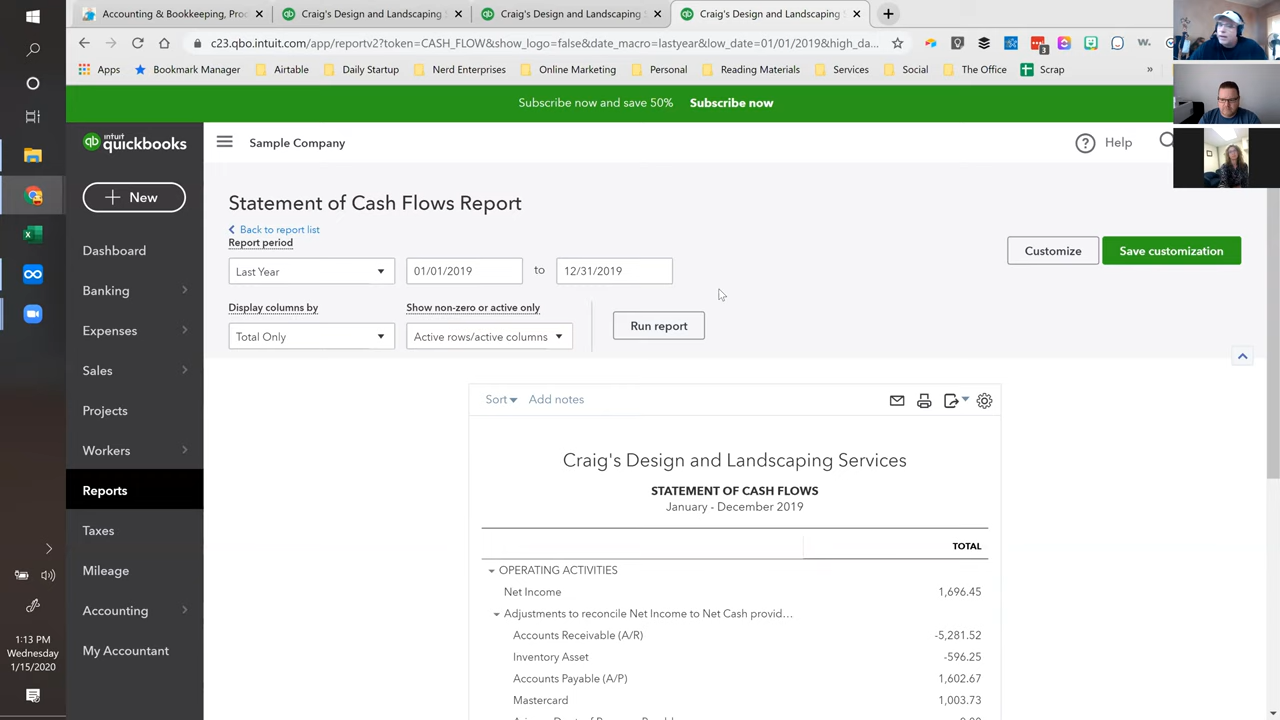 Accounting & Bookkeeping, Proc
Craig's Design and Landscaping S
Craig's Design and Landscaping S
Craig's Design and Landscaping S
c23.qbo.intuit.com/app/reportv2?token=CASH_FLOW&show_logo=false&date_macro=lastyear&low_date=01/01/2019&high_da...
3
w.
Apps
Bookmark Manager
Airtable
Daily Startup
Nerd Enterprises
Online Marketing
Personal
Reading Materials
Services
Social
The Office
Scrap
»
Subscribe now and save 50% Subscribe now
intuit
quickbooks
Sample Company
Help
+ New
Dashboard
Banking
Expenses
Sales
Projects
Workers
Reports
Taxes
Mileage
Accounting
My Accountant
1:13 PM
Wednesday
1/15/2020
Statement of Cash Flows Report
Back to report list
Report period
Last Year
01/01/2019
to
12/31/2019
Display columns by
Show non-zero or active only
Total Only
Active rows/active columns
Run report
Customize
Save customization
Sort
Add notes
Craig's Design and Landscaping Services
STATEMENT OF CASH FLOWS
January - December 2019
TOTAL
OPERATING ACTIVITIES
Net Income 1,696.45
Adjustments to reconcile Net Income to Net Cash provid...
Accounts Receivable (A/R) -5,281.52
Inventory Asset -596.25
Accounts Payable (A/P) 1,602.67
Mastercard 1,003.73